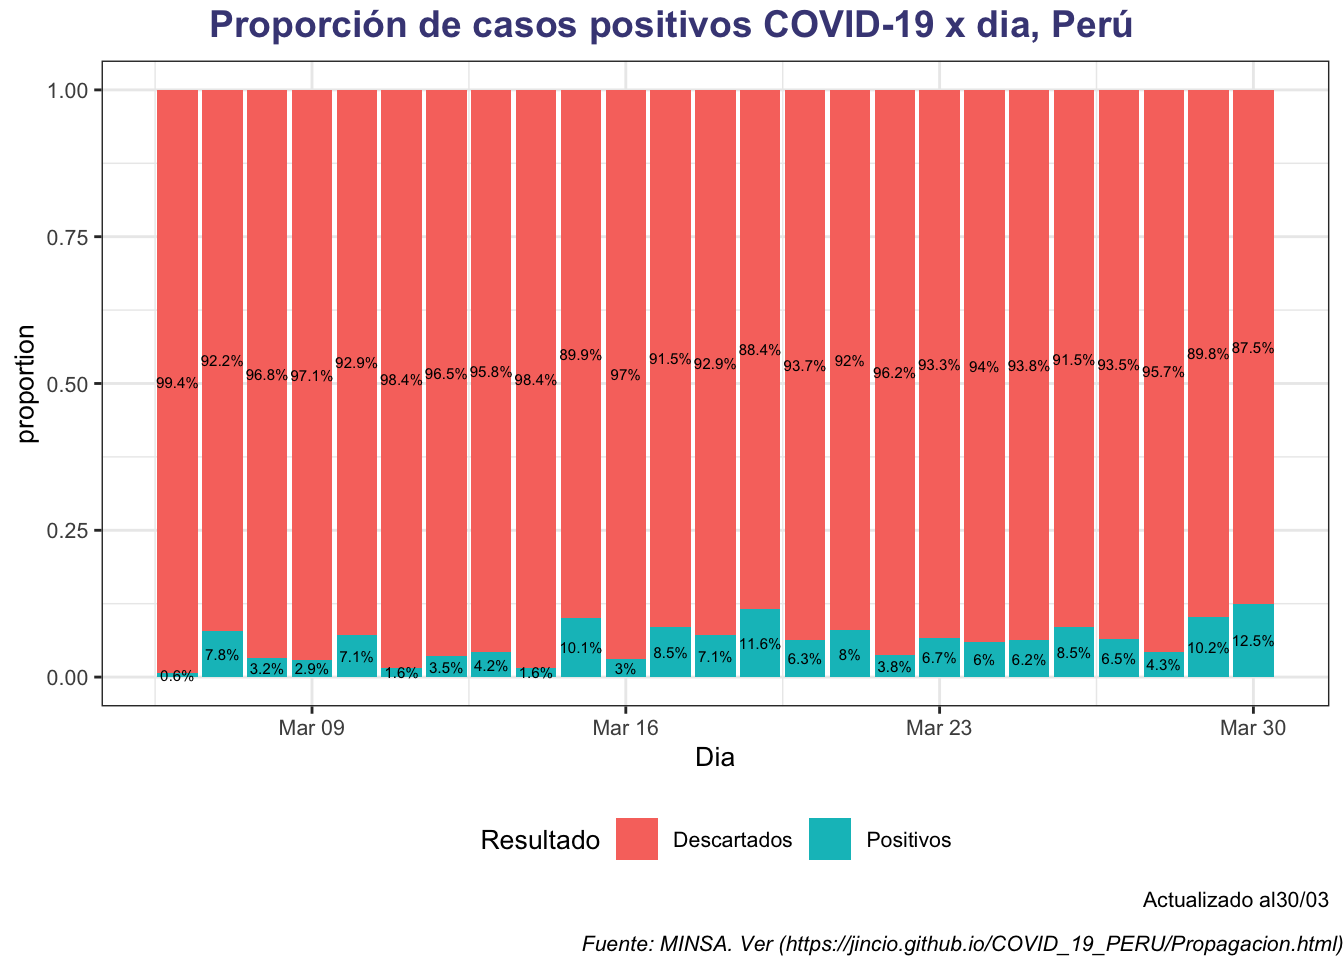 Proporción de casos positivos COVID-19 x dia, Perú
1.00
0.75
0.50
0.25
0.00
proportion
99.4% 92.2% 96.8% 97.1% 92.9% 98.4% 96.5% 95.8% 98.4% 89.9% 97% 91.5% 92.9% 88.4% 93.7% 92% 96.2% 93.3% 94% 93.8% 91.5% 93.5% 95.7% 89.8% 87.5%
0.6% 7.8% 3.2% 2.9% 7.1% 1.6% 3.5% 4.2% 1.6% 10.1% 3% 8.5% 7.1% 11.6% 6.3% 8% 3.8% 6.7% 6% 6.2% 8.5% 6.5% 4.3% 10.2% 12.5%
Mar 09 Mar 16 Mar 23 Mar 30
Dia
Resultado Descartados Positivos
Actualizado al30/03
Fuente: MINSA. Ver (https://jincio.github.io/COVID_19_PERU/Propagacion.html)